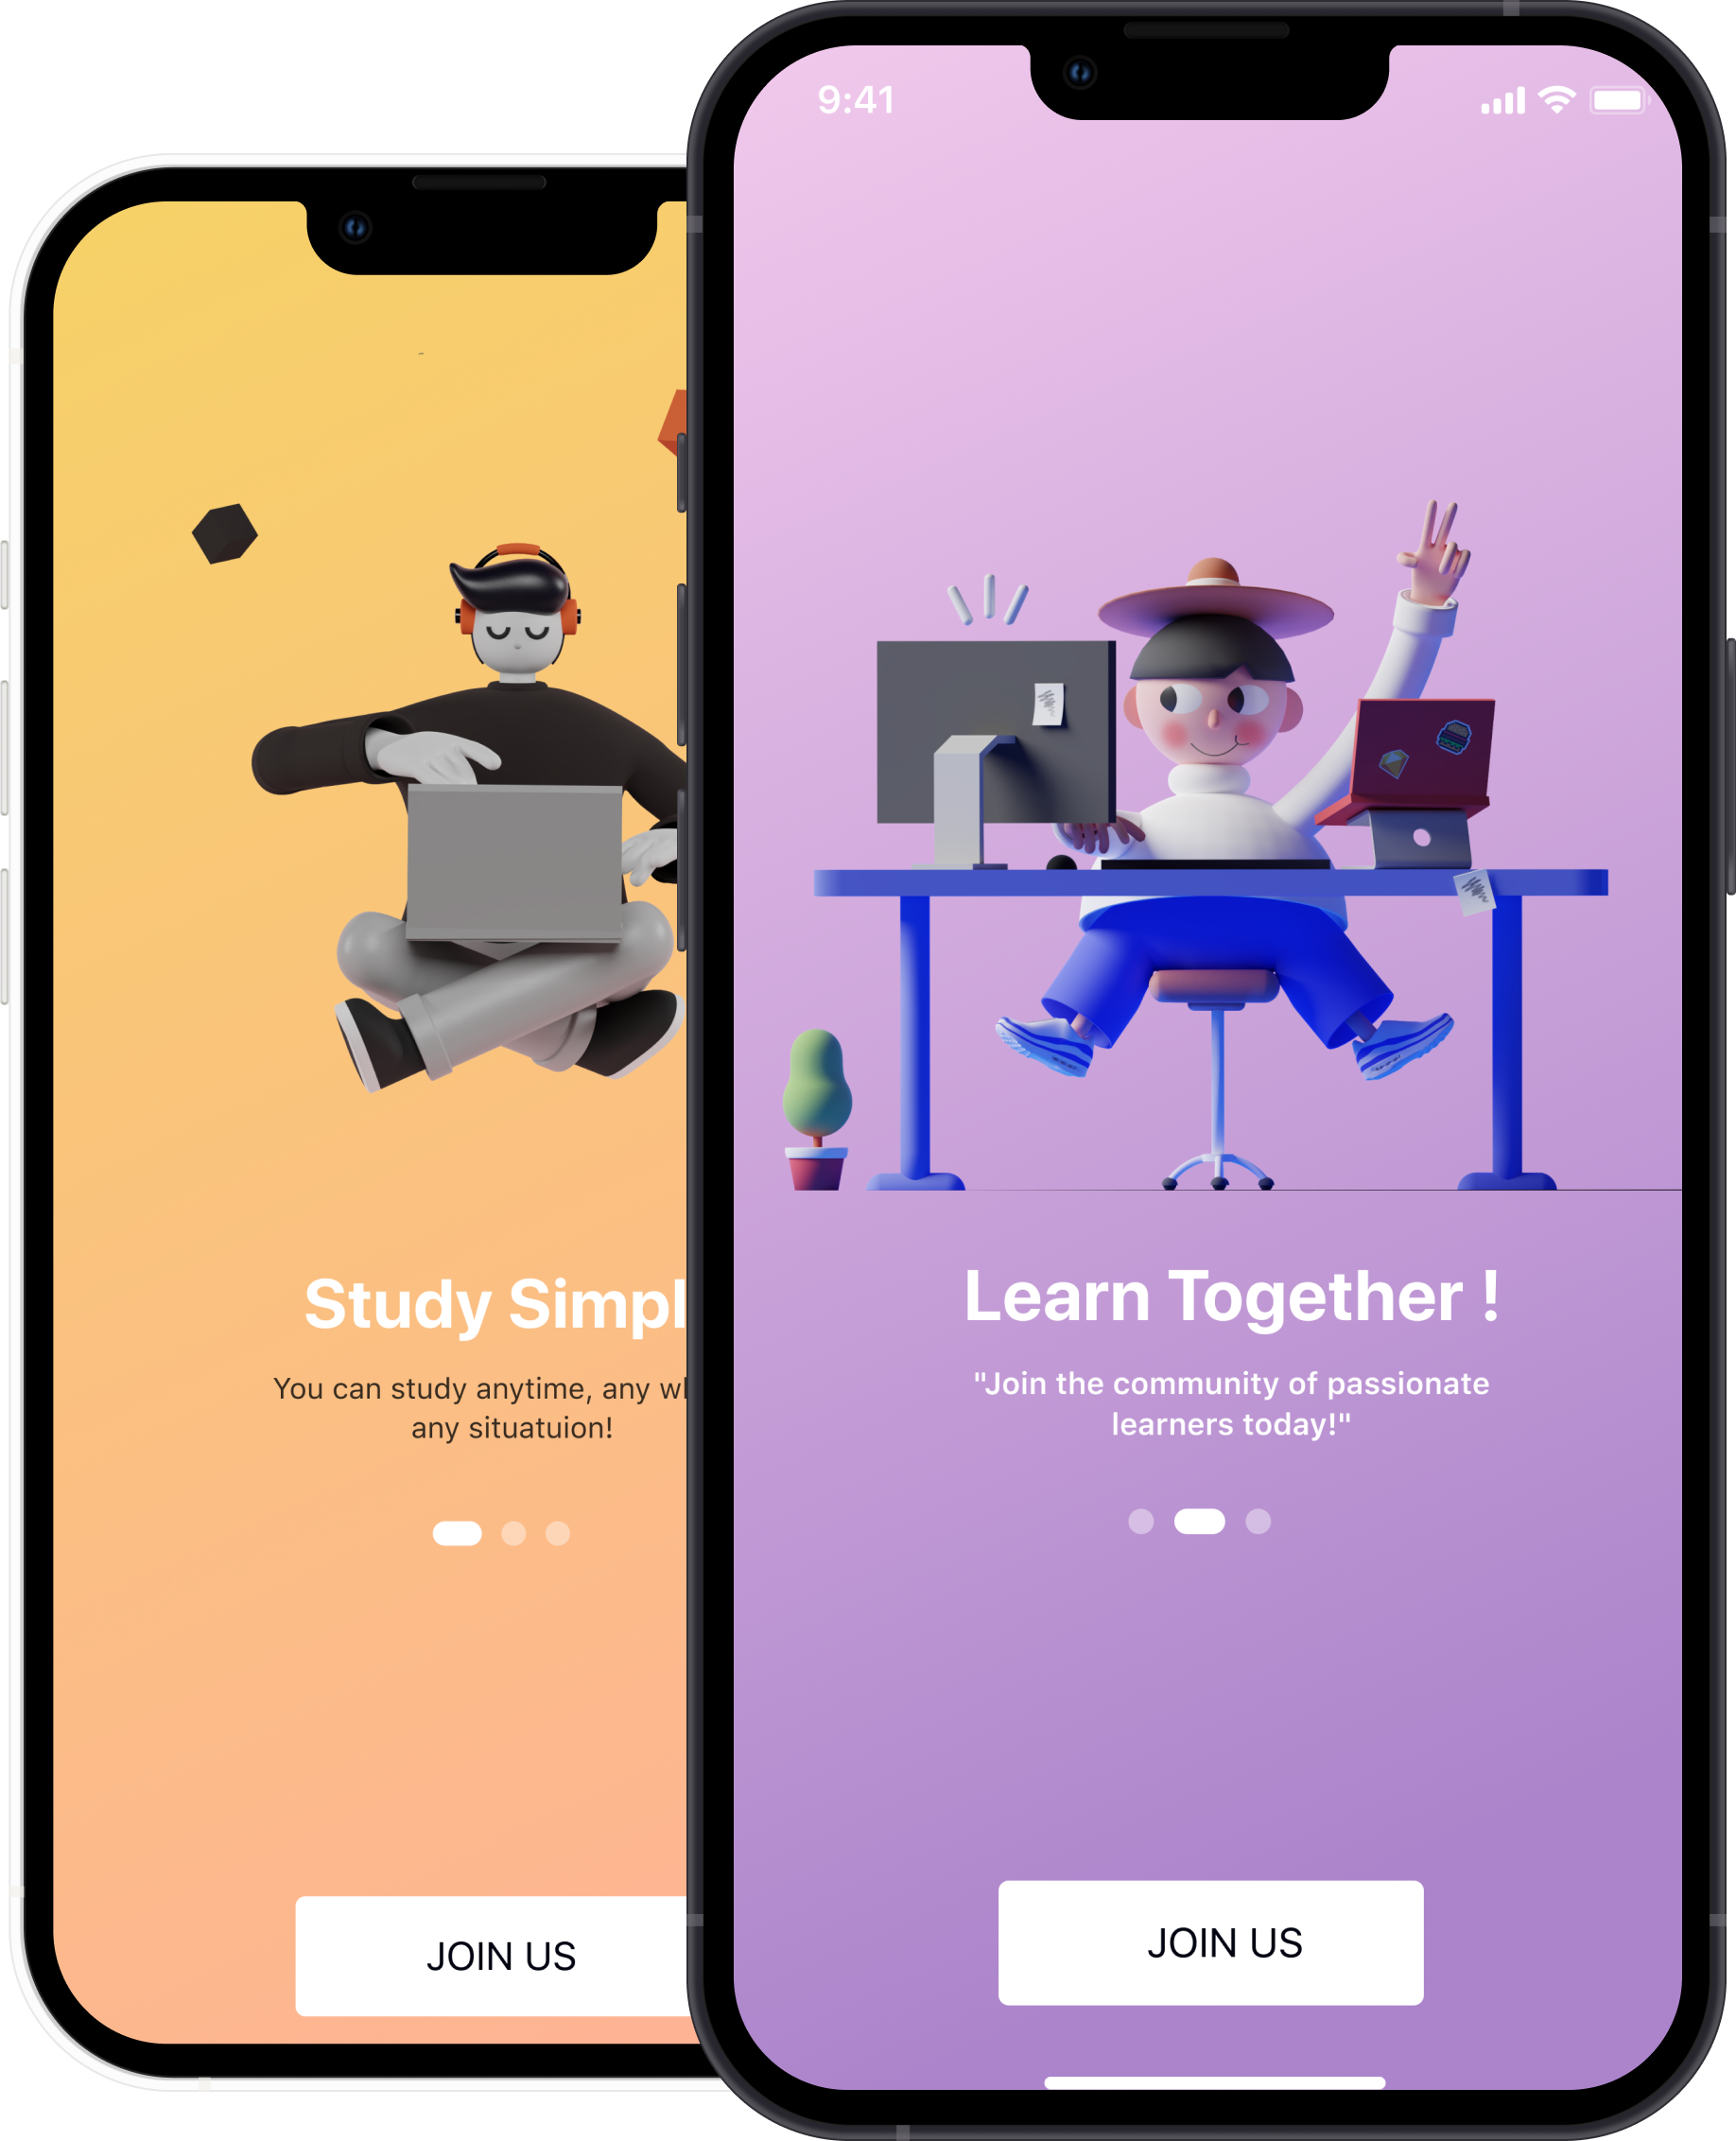 Study Simpl
You can study anytime, any wh
any situatuion!
JOIN US
9:41
Learn Together !
"Join the community of passionate
learners today!"
JOIN US